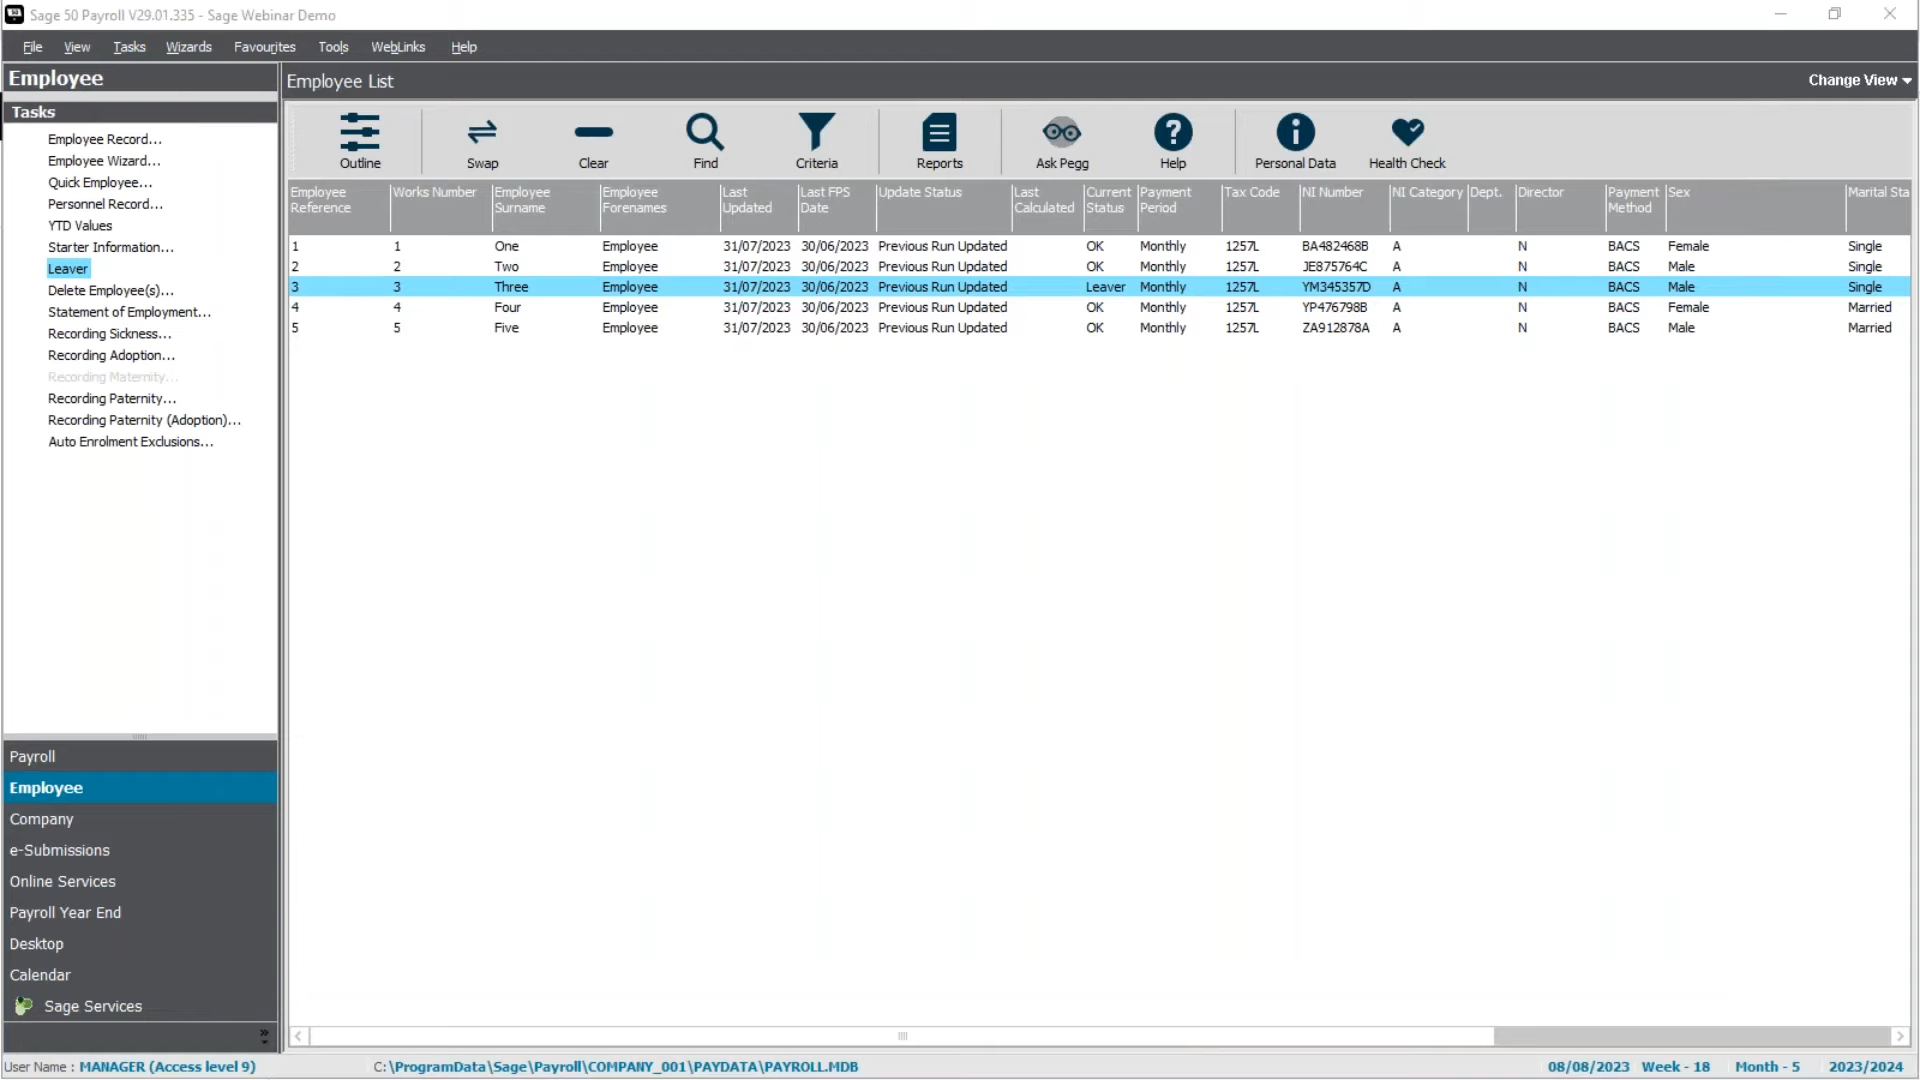 Sage 50 Payroll V29.01.335 - Sage Webinar Demo
File View Tasks Wizards Favourites Tools WebLinks Help
Employee
Employee List
Change View
Tasks
Employee Record...
Employee Wizard...
Quick Employee...
Personnel Record...
YTD Values
Starter Information...
Leaver
Delete Employee(s)...
Statement of Employment...
Recording Sickness...
Recording Adoption...
Recording Maternity...
Recording Paternity...
Recording Paternity (Adoption)...
Auto Enrolment Exclusions...
Outline Swap Clear Find Criteria Reports Ask Pegg Help Personal Data Health Check
Employee Reference Works Number Employee Surname Employee Forenames Last Updated Last FPS Date Update Status Last Calculated Current Status Payment Period Tax Code NI Number NI Category Dept. Director Payment Method Sex Marital Sta
1 1 One Employee 31/07/2023 30/06/2023 Previous Run Updated OK Monthly 1257L BA482468B A N BACS Female Single
2 2 Two Employee 31/07/2023 30/06/2023 Previous Run Updated OK Monthly 1257L JE875764C A N BACS Male Single
3 3 Three Employee 31/07/2023 30/06/2023 Previous Run Updated Leaver Monthly 1257L YM345357D A N BACS Male Single
4 4 Four Employee 31/07/2023 30/06/2023 Previous Run Updated OK Monthly 1257L YP476798B A N BACS Female Married
5 5 Five Employee 31/07/2023 30/06/2023 Previous Run Updated OK Monthly 1257L ZA912878A A N BACS Male Married
Payroll
Employee
Company
e-Submissions
Online Services
Payroll Year End
Desktop
Calendar
Sage Services
User Name : MANAGER (Access level 9) C:\ProgramData\Sage\Payroll\COMPANY_001\PAYDATA\PAYROLL.MDB 08/08/2023 Week - 18 Month - 5 2023/2024